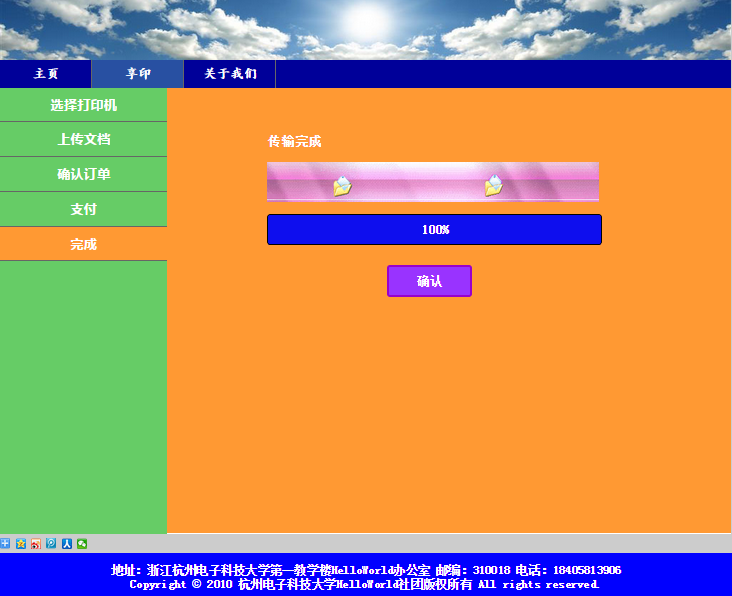 主页 享印 关于我们
选择打印机
上传文档
确认订单
支付
完成
传输完成
100%
确认
地址：浙江杭州电子科技大学第一教学楼HelloWorld办公室 邮编：310018 电话：18405813906
Copyright © 2010 杭州电子科技大学HelloWorld社团版权所有 All rights reserved.